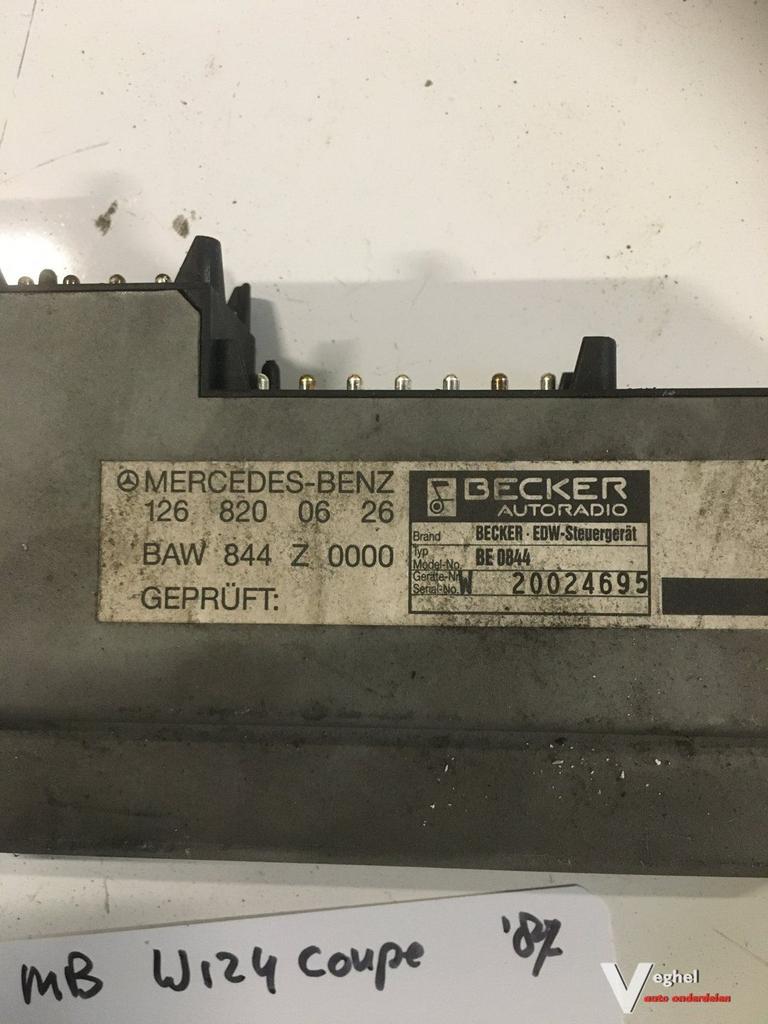 MERCEDES-BENZ
126 820 06 26
BAW 844 Z 0000
GEPRÜFT:
BECKER
AUTORADIO
Brand BECKER · EDW-Steuergerät
Typ
Model-No. BE 0844
Geräte-Nr.
Serial-No. W 20024695
MB W124 Coupe '87
Veghel
auto onderdelen